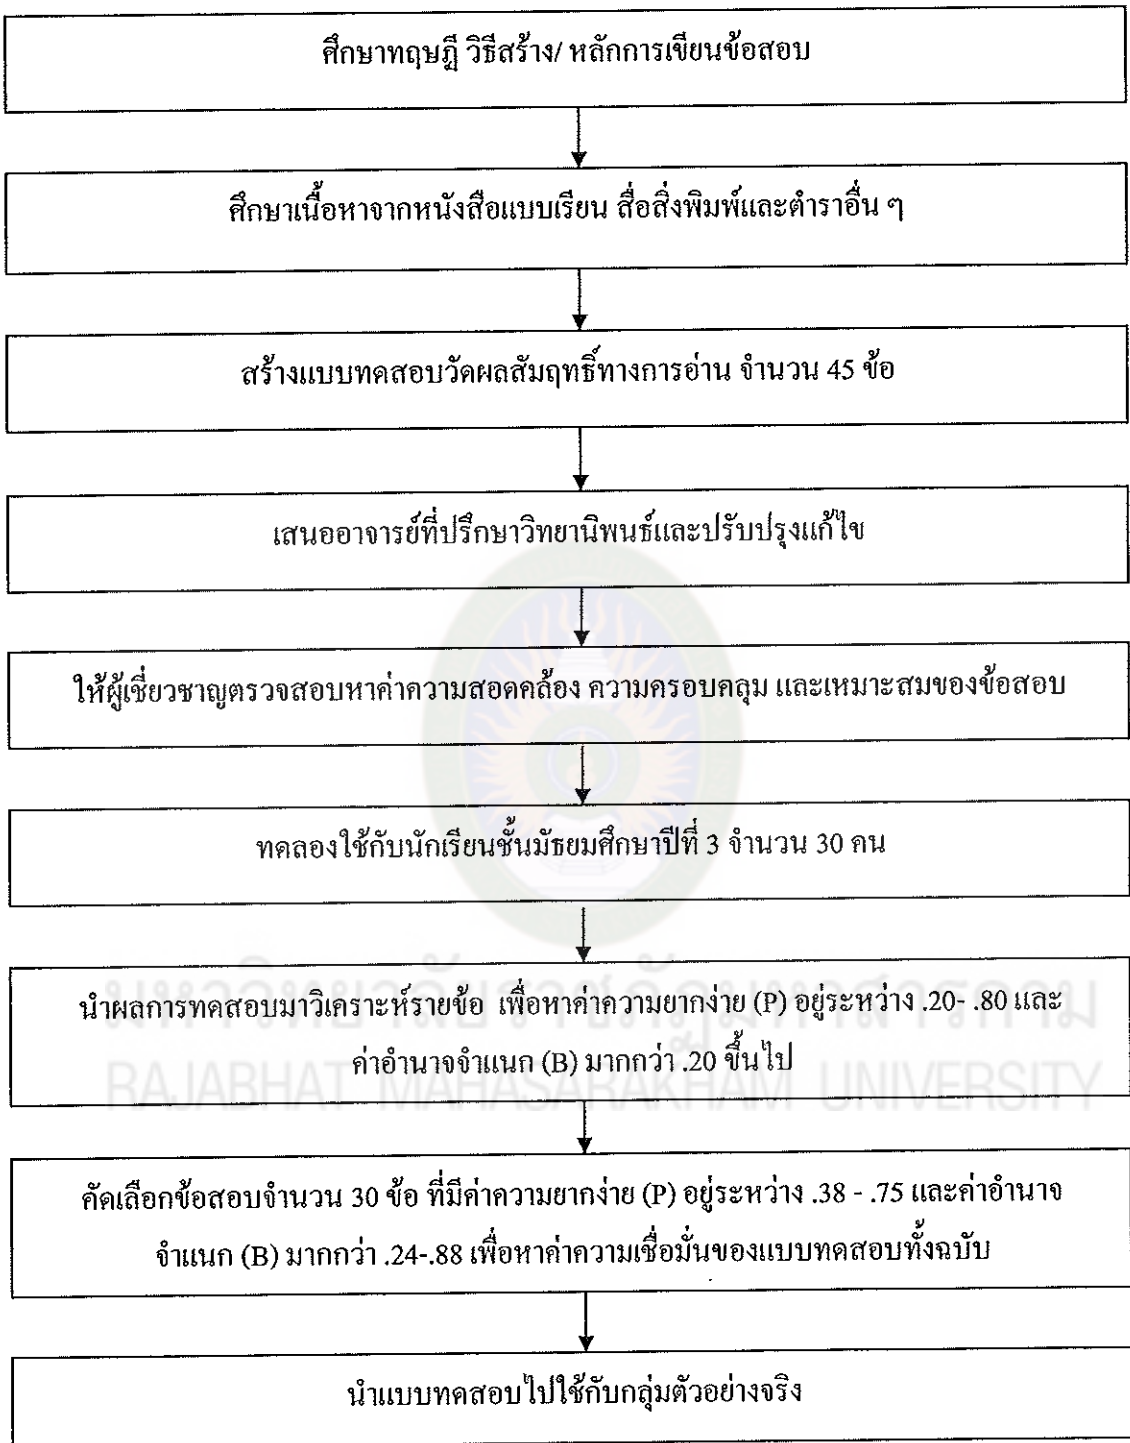 ศึกษาทฤษฎี วิธีสร้าง/ หลักการเขียนข้อสอบ
ศึกษาเนื้อหาจากหนังสือแบบเรียน สื่อสิ่งพิมพ์และตำราอื่น ๆ
สร้างแบบทดสอบวัดผลสัมฤทธิ์ทางการอ่าน จำนวน 45 ข้อ
เสนออาจารย์ที่ปรึกษาวิทยานิพนธ์และปรับปรุงแก้ไข
ให้ผู้เชี่ยวชาญตรวจสอบหาค่าความสอดคล้อง ความครอบคลุม และเหมาะสมของข้อสอบ
ทดลองใช้กับนักเรียนชั้นมัธยมศึกษาปีที่ 3 จำนวน 30 คน
นำผลการทดสอบมาวิเคราะห์รายข้อ เพื่อหาค่าความยากง่าย (P) อยู่ระหว่าง .20- .80 และ
ค่าอำนาจจำแนก (B) มากกว่า .20 ขึ้นไป
มหาวิทยาลัยราชภัฏมหาสารคาม
RAJABHAT MAHASARAKHAM UNIVERSITY
คัดเลือกข้อสอบจำนวน 30 ข้อ ที่มีค่าความยากง่าย (P) อยู่ระหว่าง .38 - .75 และค่าอำนาจ
จำแนก (B) มากกว่า .24-.88 เพื่อหาค่าความเชื่อมั่นของแบบทดสอบทั้งฉบับ
นำแบบทดสอบไปใช้กับกลุ่มตัวอย่างจริง